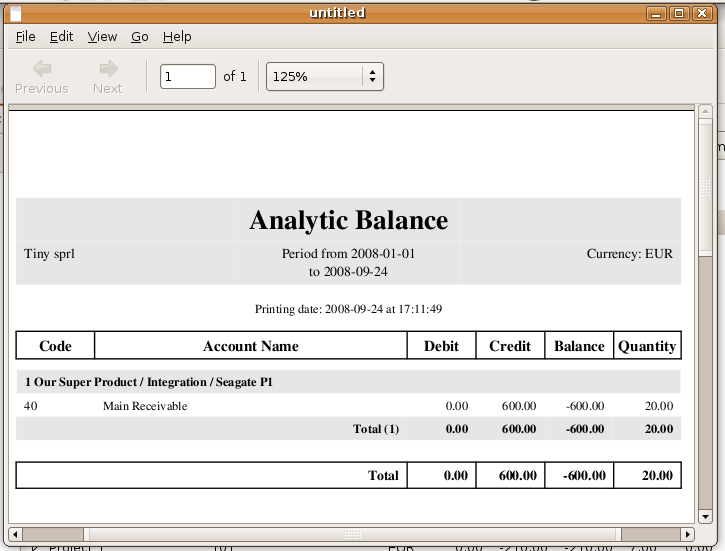 untitled
File Edit View Go Help
Previous Next 1 of 1 125%
Analytic Balance
Tiny sprl Period from 2008-01-01 Currency: EUR
to 2008-09-24
Printing date: 2008-09-24 at 17:11:49
Code Account Name Debit Credit Balance Quantity
1 Our Super Product / Integration / Seagate P1
40 Main Receivable 0.00 600.00 -600.00 20.00
Total (1) 0.00 600.00 -600.00 20.00
Total 0.00 600.00 -600.00 20.00